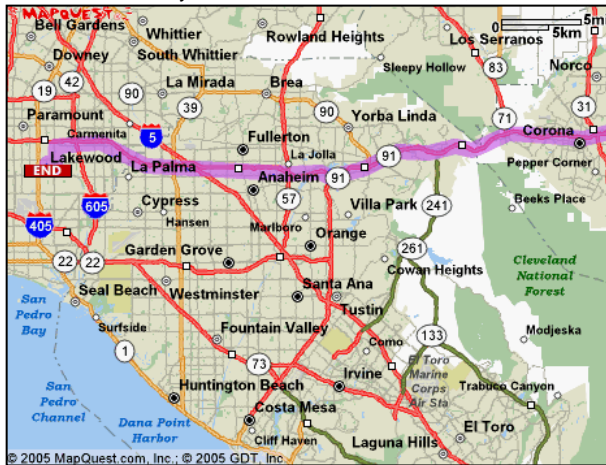 MAPQUEST
Bell Gardens
Whittier
5
Rowland Heights
5mi
5km
Downey
South Whittier
Los Serranos
Sleepy Hollow
42
19
90
La Mirada
Brea
83
Norco
39
Paramount
90
31
Yorba Linda
71
Carmenita
5
Fullerton
Corona
Lakewood
La Palma
La Jolla
91
END
Anaheim
91
Pepper Corner
605
Cypress
57
Villa Park
241
Beeks Place
405
Hansen
Marlboro
Orange
22
22
Garden Grove
261
Cowan Heights
Cleveland
National
Forest
San
Pedro
Bay
Seal Beach
Westminster
Santa Ana
Tustin
Surfside
Fountain Valley
133
Modjeska
1
73
Como
El Toro
Marine
Corps
Air Sta
San
Pedro
Channel
Huntington Beach
Irvine
Trabuco Canyon
Costa Mesa
Dana Point
Harbor
Cliff Haven
El Toro
Laguna Hills
© 2005 MapQuest.com, Inc.; © 2005 GDT, Inc